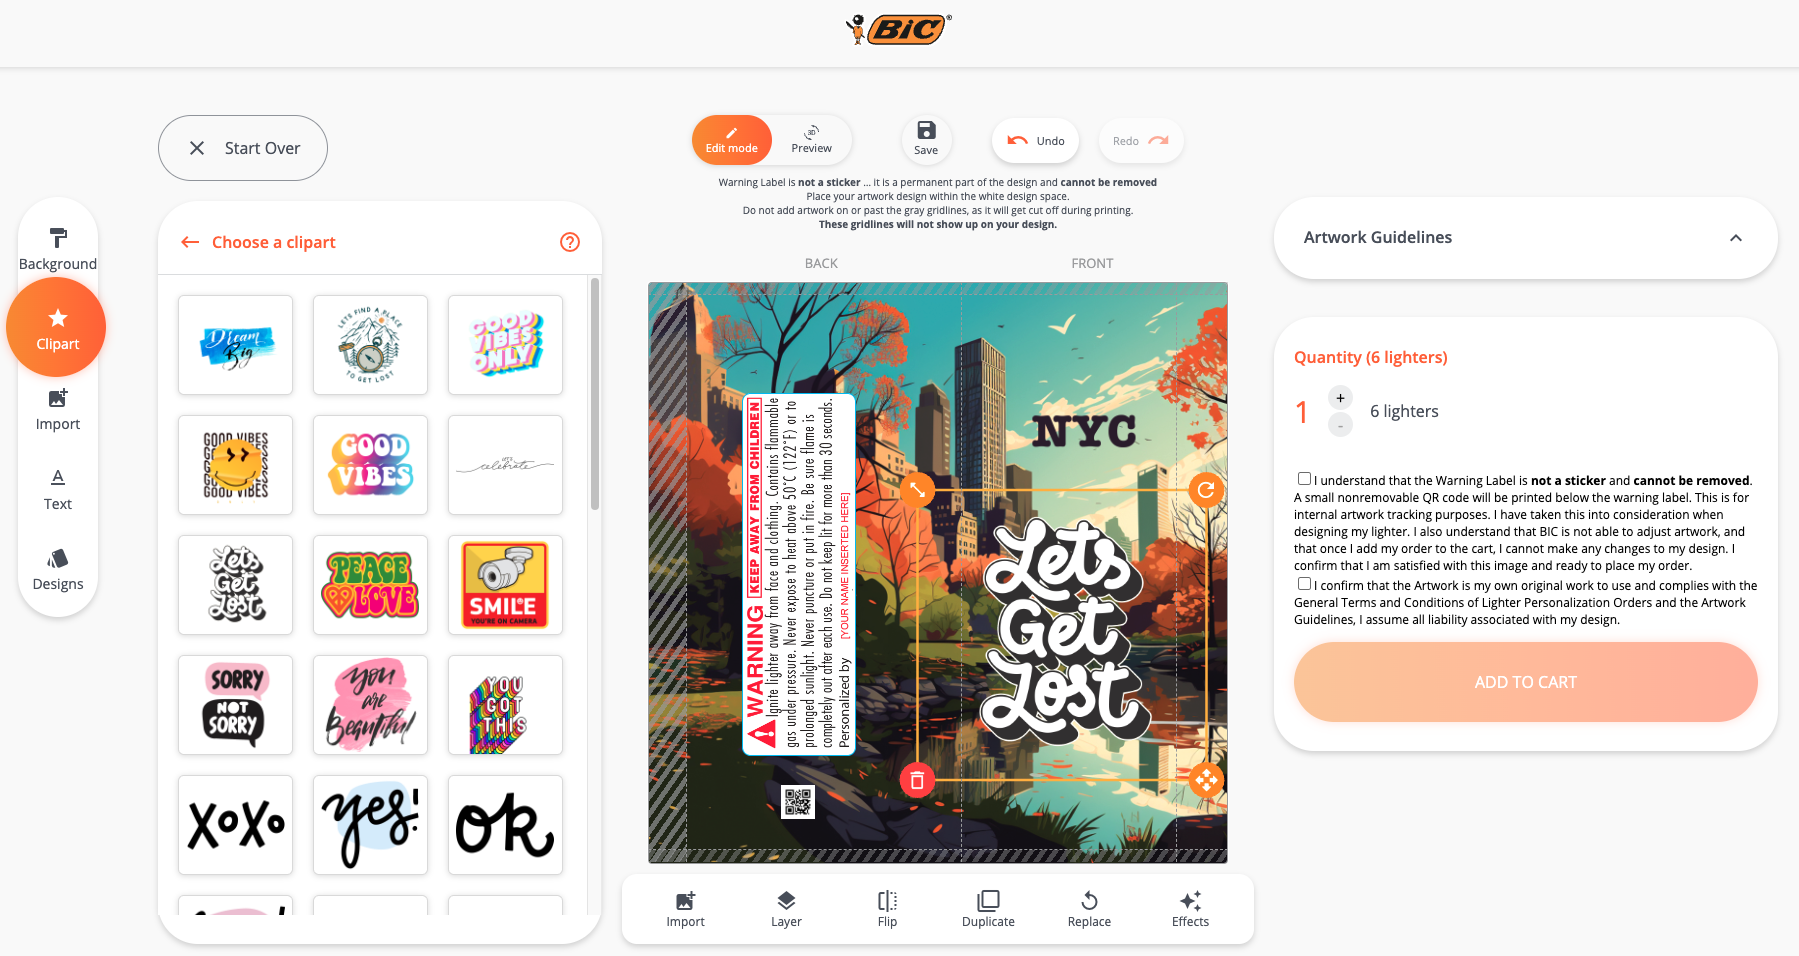 BiC®
Start Over
Edit mode
3D
Preview
Save
Undo
Redo
Warning Label is not a sticker ... it is a permanent part of the design and cannot be removed
Place your artwork design within the white design space.
Do not add artwork on or past the gray gridlines, as it will get cut off during printing.
These gridlines will not show up on your design.
Background
Clipart
Import
Text
Designs
Choose a clipart
Dream
Big
LETS FIND A PLACE
TO GET LOST
GOOD
VIBES
ONLY
GOOD VIBES
GOOD VIBES
GOOD
VIBES
LET'S
celebrate
Lets
Get
Lost
PEACE
LOVE
SMILE
YOU'RE ON CAMERA
SORRY
NOT
SORRY
you
are
Beautiful
YOU
GOT
THIS
XOXO
yes!
ok
BACK
FRONT
WARNING KEEP AWAY FROM CHILDREN
Ignite lighter away from face and clothing. Contains flammable
gas under pressure. Never expose to heat above 50°C (122°F) or to
prolonged sunlight. Never puncture or put in fire. Be sure flame is
completely out after each use. Do not keep lit for more than 30 seconds.
Personalized by [YOUR NAME INSERTED HERE]
NYC
Lets
Get
Lost
Import
Layer
Flip
Duplicate
Replace
Effects
Artwork Guidelines
Quantity (6 lighters)
1
+
-
6 lighters
I understand that the Warning Label is not a sticker and cannot be removed.
A small nonremovable QR code will be printed below the warning label. This is for
internal artwork tracking purposes. I have taken this into consideration when
designing my lighter. I also understand that BIC is not able to adjust artwork, and
that once I add my order to the cart, I cannot make any changes to my design. I
confirm that I am satisfied with this image and ready to place my order.
I confirm that the Artwork is my own original work to use and complies with the
General Terms and Conditions of Lighter Personalization Orders and the Artwork
Guidelines, I assume all liability associated with my design.
ADD TO CART